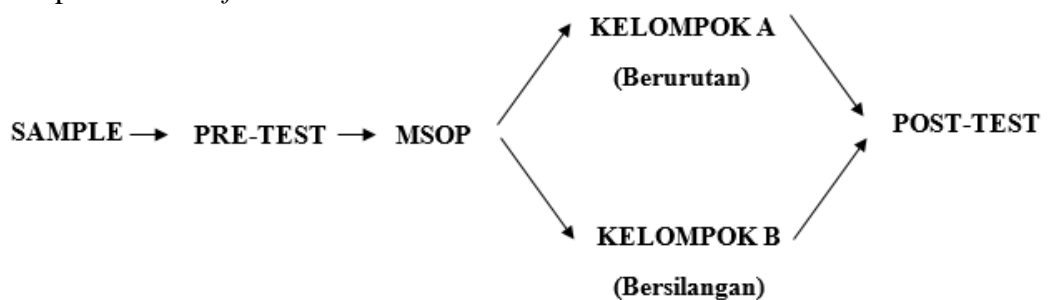 KELOMPOK A
(Berurutan)
SAMPLE PRE-TEST MSOP POST-TEST
KELOMPOK B
(Bersilangan)